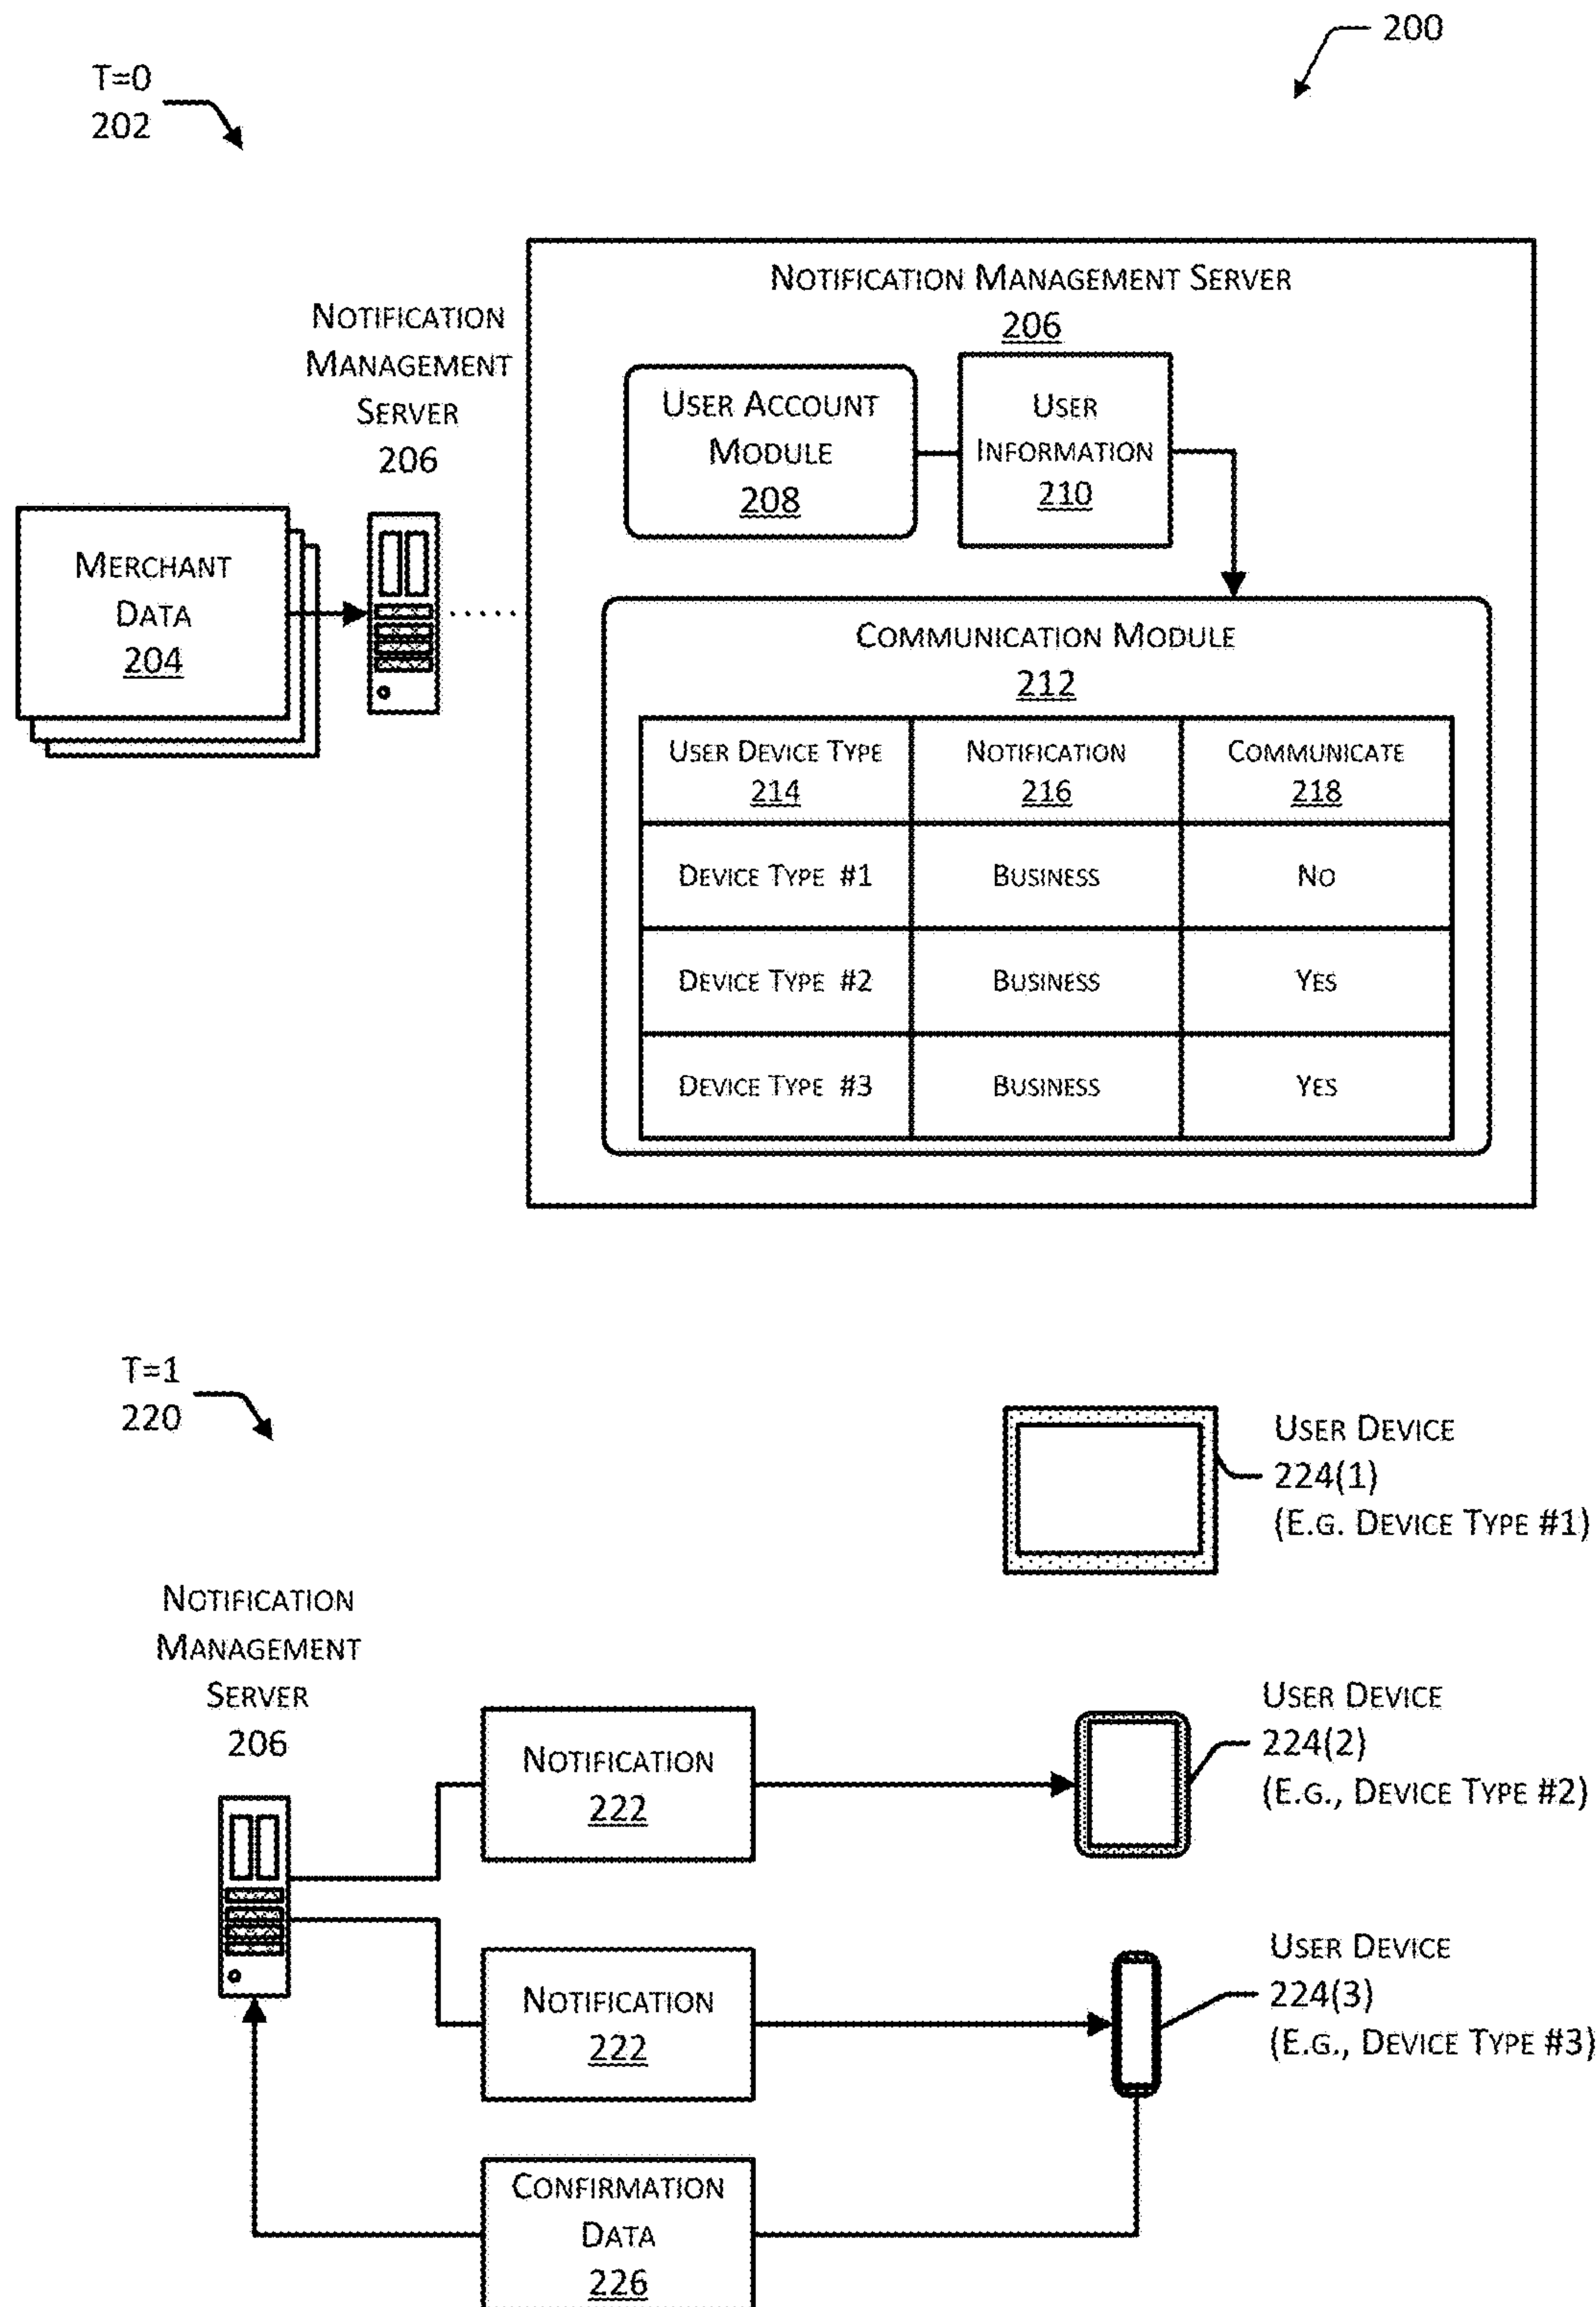 200
T=0
202
NOTIFICATION MANAGEMENT SERVER
206
NOTIFICATION
MANAGEMENT
SERVER
206
USER ACCOUNT
MODULE
208
USER
INFORMATION
210
MERCHANT
DATA
204
COMMUNICATION MODULE
212
USER DEVICE TYPE
214
NOTIFICATION
216
COMMUNICATE
218
DEVICE TYPE #1
BUSINESS
NO
DEVICE TYPE #2
BUSINESS
YES
DEVICE TYPE #3
BUSINESS
YES
T=1
220
USER DEVICE
224(1)
(E.G. DEVICE TYPE #1)
NOTIFICATION
MANAGEMENT
SERVER
206
NOTIFICATION
222
USER DEVICE
224(2)
(E.G., DEVICE TYPE #2)
NOTIFICATION
222
USER DEVICE
224(3)
(E.G., DEVICE TYPE #3)
CONFIRMATION
DATA
226